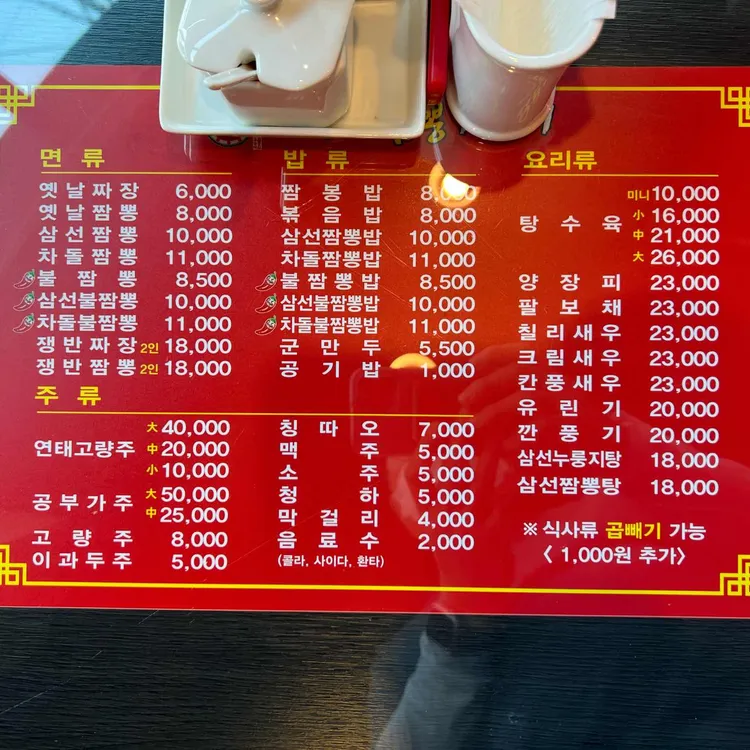 뽕
면 류
옛날짜장 6,000
옛날짬뽕 8,000
삼선짬뽕 10,000
차돌짬뽕 11,000
불짬뽕 8,500
삼선불짬뽕 10,000
차돌불짬뽕 11,000
쟁반짜장 2인 18,000
쟁반짬뽕 2인 18,000
밥 류
짬봉밥
볶음밥 8,000
삼선짬뽕밥 10,000
차돌짬뽕밥 11,000
불짬뽕밥 8,500
삼선불짬뽕밥 10,000
차돌불짬뽕밥 11,000
군만두 5,500
공기밥 1,000
요리류
탕수육 미니 10,000
小 16,000
中 21,000
大 26,000
양장피 23,000
팔보채 23,000
칠리새우 23,000
크림새우 23,000
칸풍새우 23,000
유린기 20,000
깐풍기 20,000
삼선누룽지탕 18,000
삼선짬뽕탕 18,000
※ 식사류 곱빼기 가능
< 1,000원 추가>
주 류
연태고량주 大 40,000
中 20,000
小 10,000
공부가주 大 50,000
中 25,000
고량주 8,000
이과두주 5,000
칭따오 7,000
맥주 5,000
소주 5,000
청하 5,000
막걸리 4,000
음료수 2,000
(콜라, 사이다, 환타)